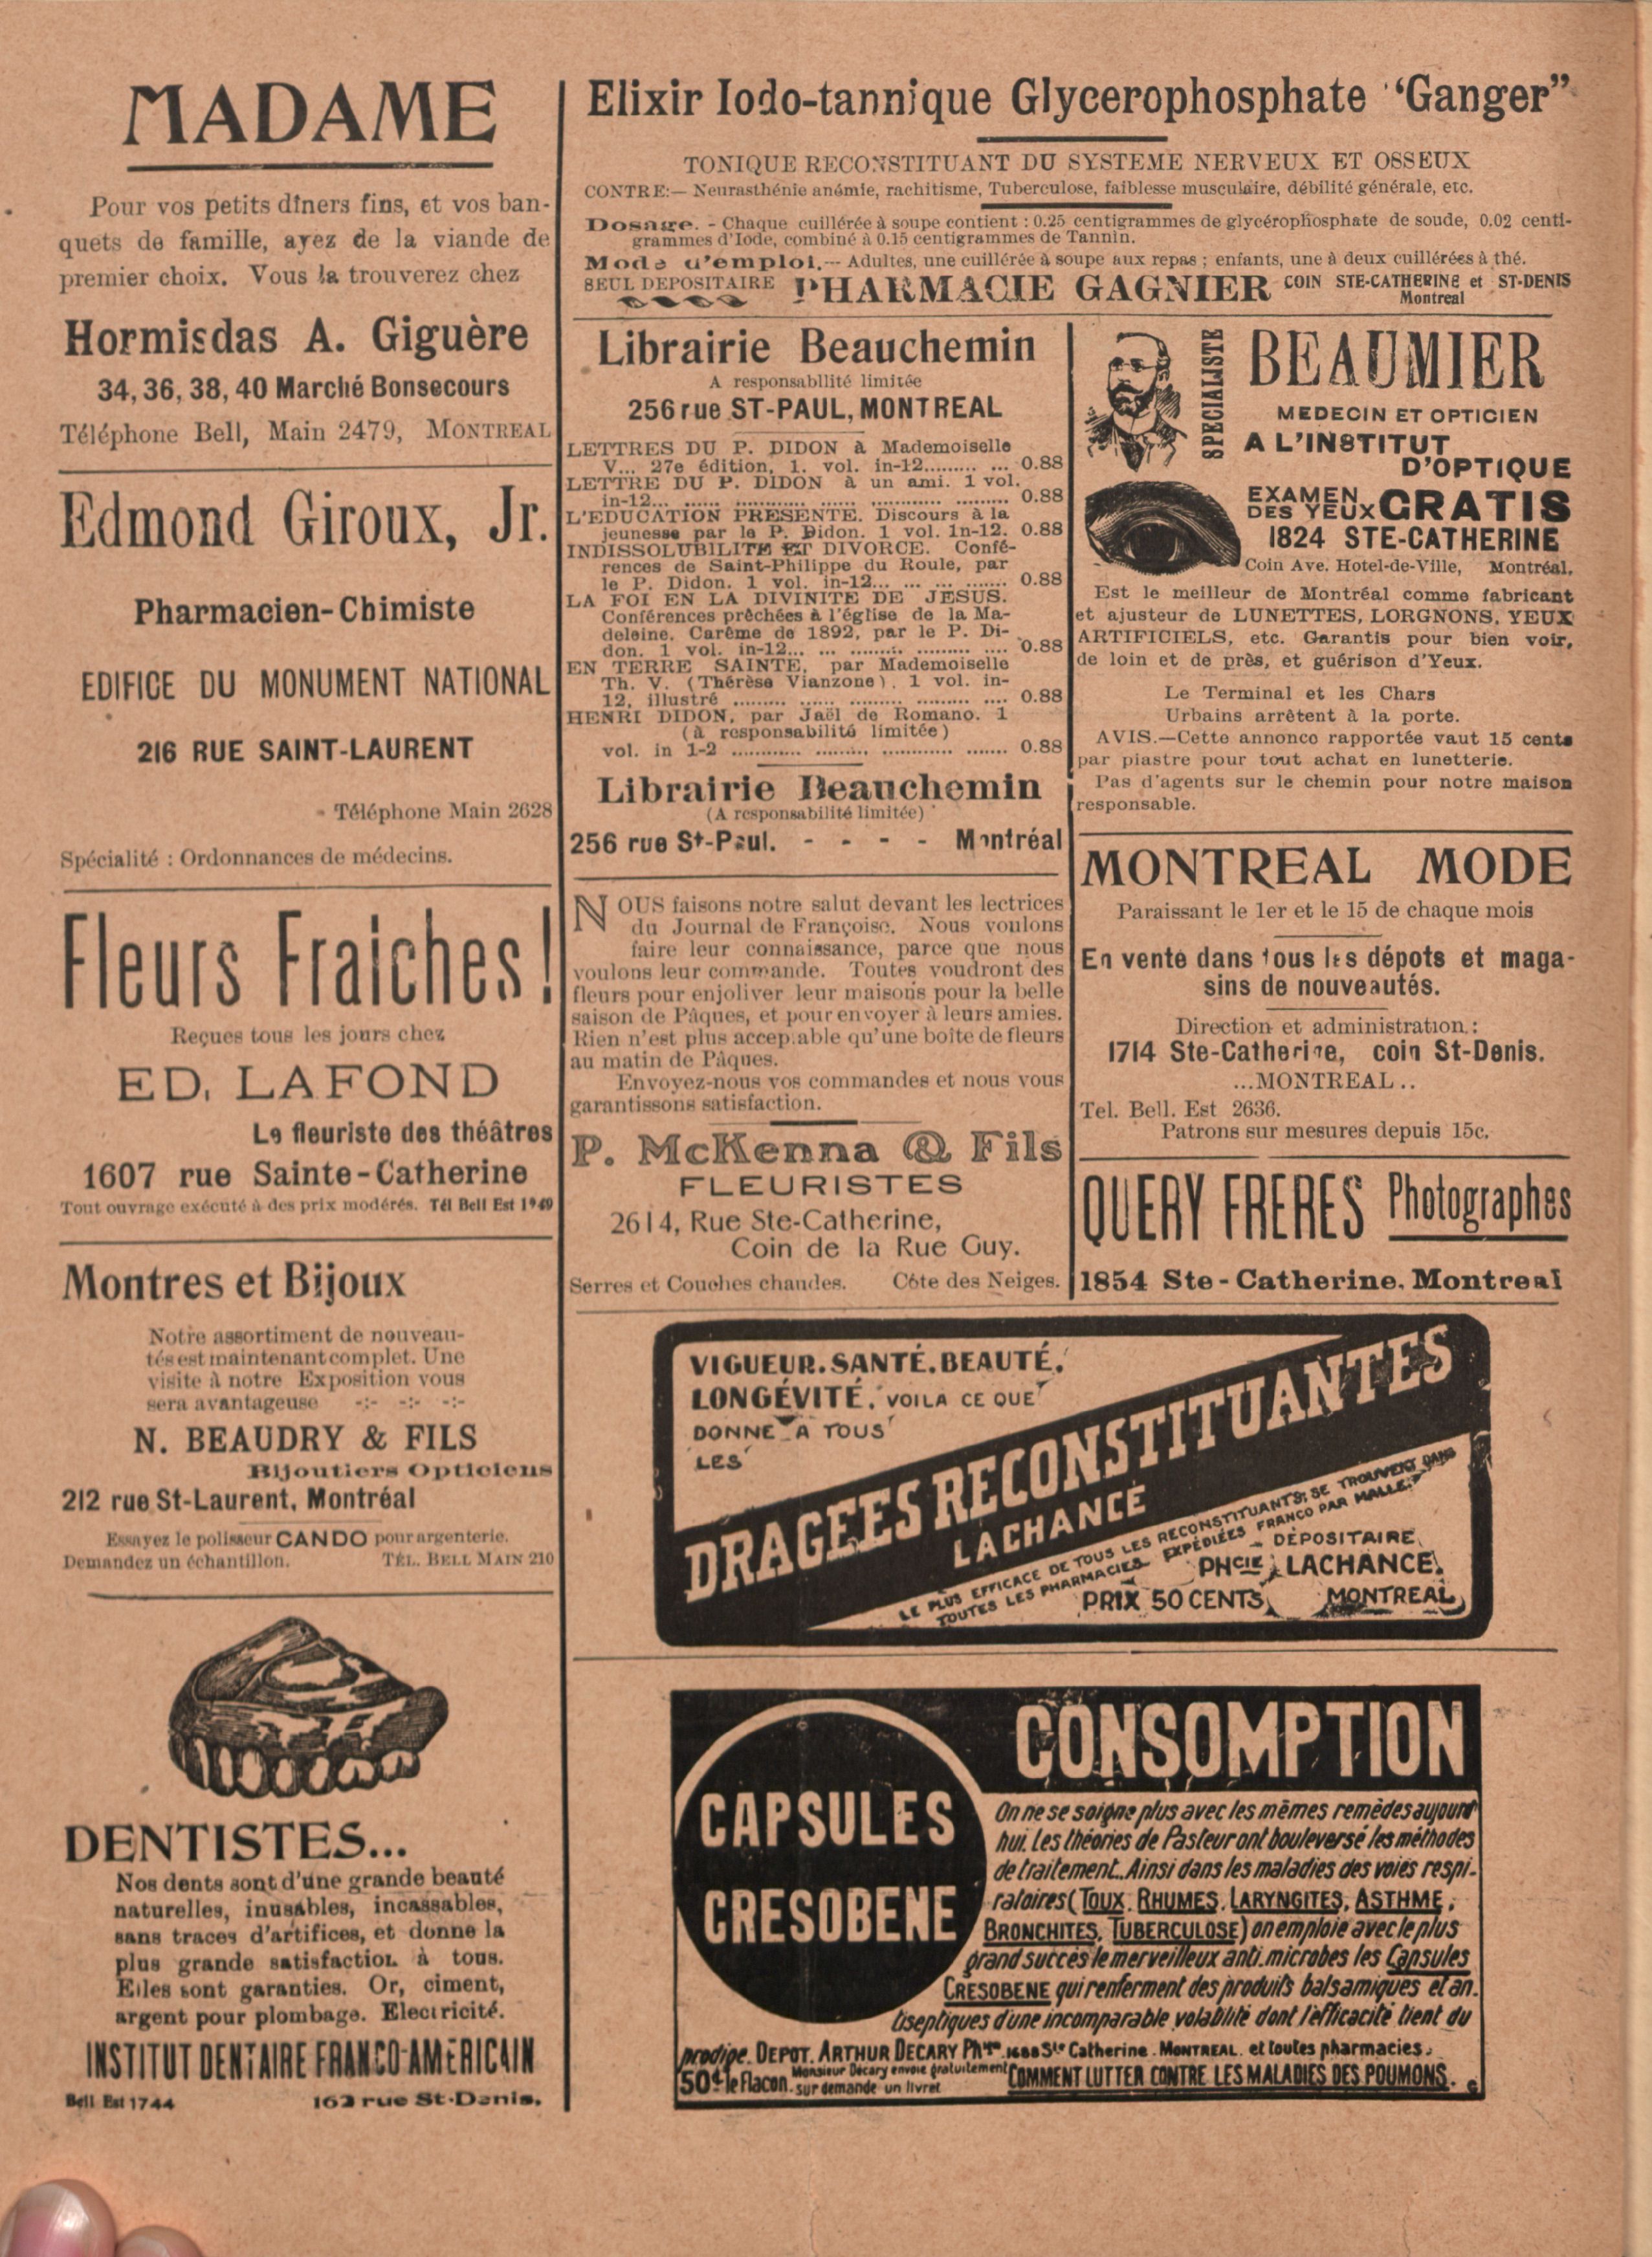 MADAME
Pour vos petits dîners fins, et vos ban-
quets de famille, ayez de la viande de
premier choix. Vous la trouverez chez
Hormisdas A. Giguère
34, 36, 38, 40 Marché Bonsecours
Téléphone Bell, Main 2479, MONTREAL
Edmond Giroux, Jr.
Pharmacien-Chimiste
EDIFICE DU MONUMENT NATIONAL
216 RUE SAINT-LAURENT
Téléphone Main 2628
Spécialité : Ordonnances de médecins.
Fleurs Fraiches!
Reçues tous les jours chez
ED. LAFOND
Le fleuriste des théâtres
1607 rue Sainte-Catherine
Tout ouvrage exécuté à des prix modérés. Tél Bell Est 1949
Montres et Bijoux
Notre assortiment de nouveau-
tés est maintenant complet. Une
visite à notre Exposition vous
sera avantageuse -:- -:- -:-
N. BEAUDRY & FILS
Bijoutiers Opticiens
212 rue St-Laurent, Montréal
Essayez le polisseur CANDO pour argenterie.
Demandez un échantillon. TÉL. BELL MAIN 210
DENTISTES...
Nos dents sont d'une grande beauté
naturelles, inusables, incassables,
sans traces d'artifices, et donne la
plus grande satisfaction à tous.
Elles sont garanties. Or, ciment,
argent pour plombage. Electricité.
INSTITUT DENTAIRE FRANCO-AMÉRICAIN
Bell Est 1744 162 rue St-Denis.
Elixir Iodo-tannique Glycerophosphate "Ganger"
TONIQUE RECONSTITUANT DU SYSTEME NERVEUX ET OSSEUX
CONTRE:— Neurasthénie anémie, rachitisme, Tuberculose, faiblesse musculaire, débilité générale, etc.
Dosage. - Chaque cuillérée à soupe contient : 0.25 centigrammes de glycérophosphate de soude, 0.02 centi-
grammes d'Iode, combiné à 0.15 centigrammes de Tannin.
Mode d'emploi.— Adultes, une cuillérée à soupe aux repas ; enfants, une à deux cuillérées à thé.
SEUL DEPOSITAIRE PHARMACIE GAGNIER COIN STE-CATHERINE et ST-DENIS
Montreal
Librairie Beauchemin
A responsabilité limitée
256 rue ST-PAUL, MONTREAL
LETTRES DU P. DIDON à Mademoiselle
V... 27e édition, 1. vol. in-12......... ... 0.88
LETTRE DU P. DIDON à un ami. 1 vol.
in-12... ...... ............ ...... ............ ......... 0.88
L'EDUCATION PRESENTE. Discours à la
jeunesse par le P. Didon. 1 vol. 1n-12. 0.88
INDISSOLUBILITE ET DIVORCE. Confé-
rences de Saint-Philippe du Roule, par
le P. Didon. 1 vol. in-12... ... ... ....... 0.88
LA FOI EN LA DIVINITE DE JESUS.
Conférences prêchées à l'église de la Ma-
deleine. Carême de 1892, par le P. Di-
don. 1 vol. in-12... ... ......... ......... .... 0.88
EN TERRE SAINTE, par Mademoiselle
Th. V. (Thérèse Vianzone). 1 vol. in-
12, illustré ......... ...... ......... ......... .... 0.88
HENRI DIDON, par Jaël de Romano. 1
(à responsabilité limitée)
vol. in 1-2 ............ ......... ............ ....... 0.88
Librairie Beauchemin
(A responsabilité limitée)
256 rue St-Paul. - - - - Montréal
NOUS faisons notre salut devant les lectrices
du Journal de Françoise. Nous voulons
faire leur connaissance, parce que nous
voulons leur commande. Toutes voudront des
fleurs pour enjoliver leur maisons pour la belle
saison de Pâques, et pour envoyer à leurs amies.
Rien n'est plus acceptable qu'une boîte de fleurs
au matin de Pâques.
Envoyez-nous vos commandes et nous vous
garantissons satisfaction.
P. McKenna & Fils
FLEURISTES
2614, Rue Ste-Catherine,
Coin de la Rue Guy.
Serres et Couches chaudes. Côte des Neiges.
SPECIALISTE
BEAUMIER
MEDECIN ET OPTICIEN
A L'INSTITUT
D'OPTIQUE
EXAMEN DES YEUX GRATIS
1824 STE-CATHERINE
Coin Ave. Hotel-de-Ville, Montréal.
Est le meilleur de Montréal comme fabricant
et ajusteur de LUNETTES, LORGNONS, YEUX
ARTIFICIELS, etc. Garantis pour bien voir,
de loin et de près, et guérison d'Yeux.
Le Terminal et les Chars
Urbains arrêtent à la porte.
AVIS.—Cette annonce rapportée vaut 15 cents
par piastre pour tout achat en lunetterie.
Pas d'agents sur le chemin pour notre maison
responsable.
MONTREAL MODE
Paraissant le 1er et le 15 de chaque mois
En vente dans tous les dépots et maga-
sins de nouveautés.
Direction et administration:
1714 Ste-Catherine, coin St-Denis.
...MONTREAL..
Tel. Bell. Est 2636.
Patrons sur mesures depuis 15c.
QUERY FRERES Photographes
1854 Ste-Catherine, Montreal
VIGUEUR. SANTÉ. BEAUTÉ.
LONGÉVITÉ. VOILA CE QUE
DONNE A TOUS
LES
DRAGEES RECONSTITUANTES
LACHANCE
LE PLUS EFFICACE DE TOUS LES RECONSTITUANTS; SE TROUVENT DANS
TOUTES LES PHARMACIES. EXPÉDIÉES FRANCO PAR MALLE.
DÉPOSITAIRE
PHCIE LACHANCE.
PRIX 50 CENTS MONTREAL
CONSOMPTION
CAPSULES
CRESOBENE
On ne se soigne plus avec les mêmes remèdes aujourd'
hui. Les théories de Pasteur ont bouleversé les méthodes
de traitement. Ainsi dans les maladies des voies respi-
ratoires (TOUX, RHUMES, LARYNGITES, ASTHME,
BRONCHITES, TUBERCULOSE) on emploie avec le plus
grand succès le merveilleux anti-microbes les Capsules
CRESOBENE qui renferment des produits balsamiques et an-
tiseptiques d'une incomparable volabilité dont l'efficacité tient du
prodige. DEPOT. ARTHUR DECARY Phien. 1688 Ste Catherine. MONTREAL. et toutes pharmacies.
50¢ le Flacon. Monsieur Décary envoie gratuitement sur demande un livret COMMENT LUTTER CONTRE LES MALADIES DES POUMONS.